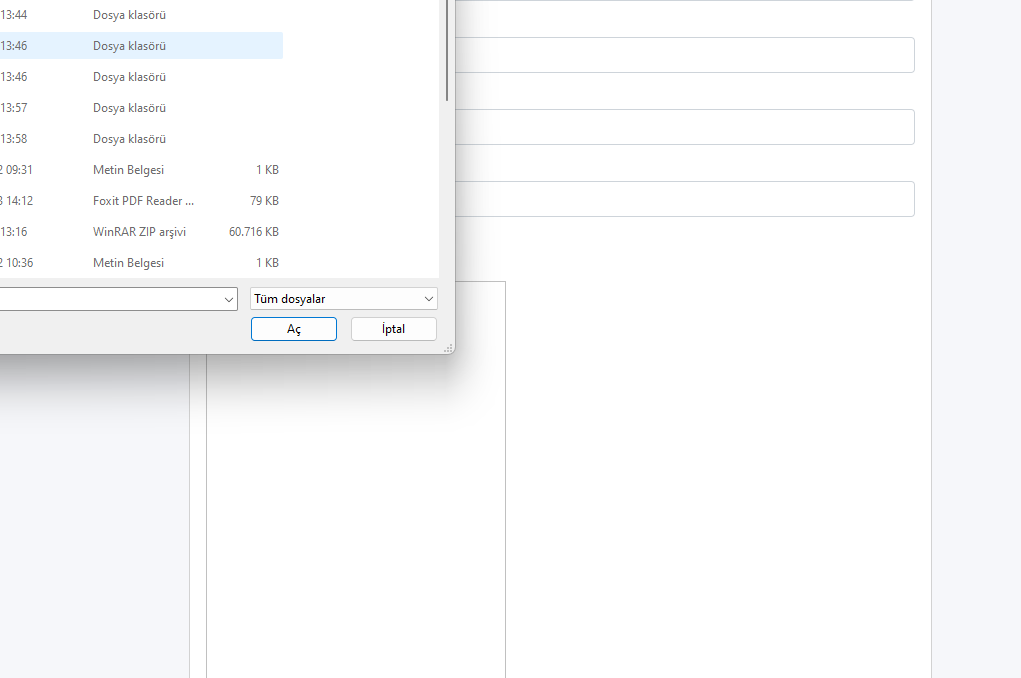 13:44 Dosya klasörü
13:46 Dosya klasörü
13:46 Dosya klasörü
13:57 Dosya klasörü
13:58 Dosya klasörü
2 09:31 Metin Belgesi 1 KB
3 14:12 Foxit PDF Reader ... 79 KB
13:16 WinRAR ZIP arşivi 60.716 KB
2 10:36 Metin Belgesi 1 KB
Tüm dosyalar
Aç İptal